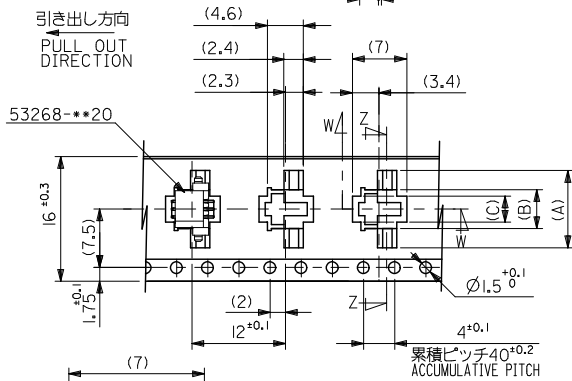 引き出し方向
PULL OUT
DIRECTION
(4.6)
(2.4)
(2.3)
(7)
(3.4)
53268-**20
W
Z
16 ±0.3
(7.5)
1.75 ±0.1
(C)
(B)
(A)
W
Z
(2)
12 ±0.1
Ø1.5 +0.1 0
4 ±0.1
累積ピッチ40 ±0.2
ACCUMULATIVE PITCH
(7)